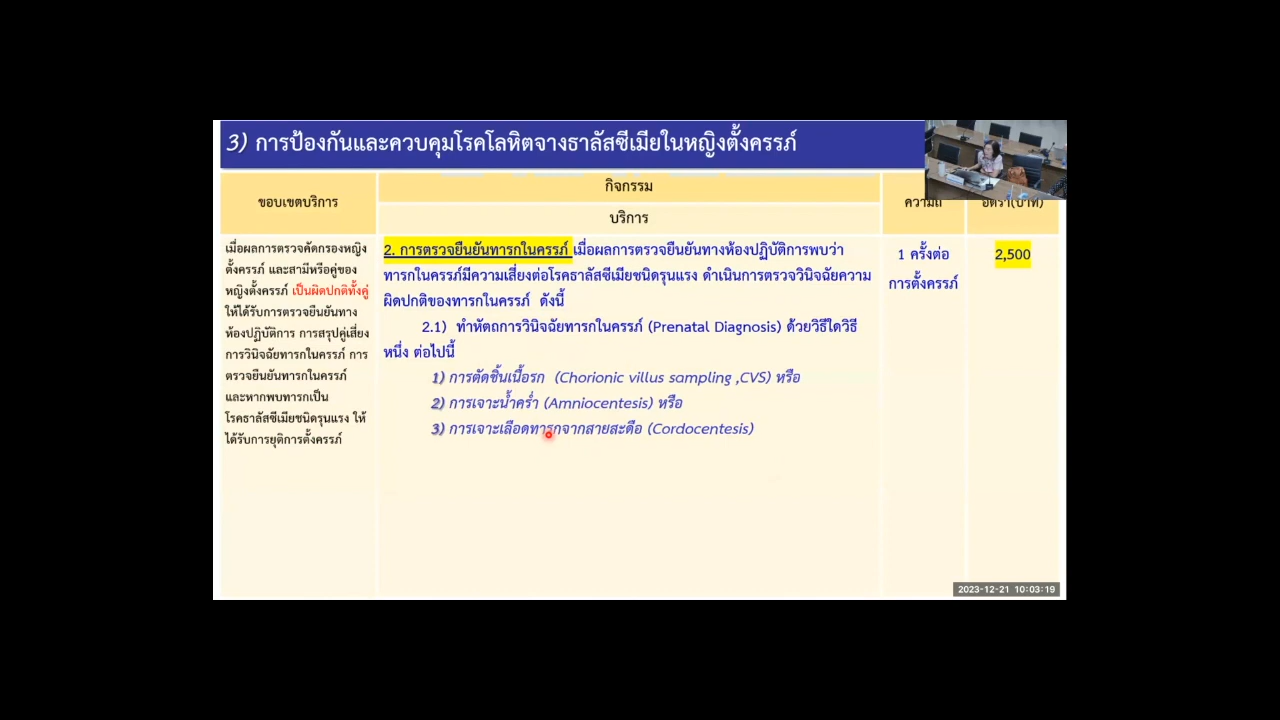 3) การป้องกันและควบคุมโรคโลหิตจางธาลัสซีเมียในหญิงตั้งครรภ์
ขอบเขตบริการ
กิจกรรม
บริการ
อัตรา(บาท)
เมื่อผลการตรวจคัดกรองหญิง
ตั้งครรภ์ และสามีหรือคู่ของ
หญิงตั้งครรภ์ เป็นผิดปกติทั้งคู่
ให้ได้รับการตรวจยืนยันทาง
ห้องปฏิบัติการ การสรุปคู่เสี่ยง
การวินิจฉัยทารกในครรภ์ การ
ตรวจยืนยันทารกในครรภ์
และหากพบทารกเป็น
โรคธาลัสซีเมียชนิดรุนแรง ให้
ได้รับการยุติการตั้งครรภ์
2. การตรวจยืนยันทารกในครรภ์ เมื่อผลการตรวจยืนยันทางห้องปฏิบัติการพบว่า
ทารกในครรภ์มีความเสี่ยงต่อโรคธาลัสซีเมียชนิดรุนแรง ดำเนินการตรวจวินิจฉัยความ
ผิดปกติของทารกในครรภ์ ดังนี้
2.1) ทำหัตถการวินิจฉัยทารกในครรภ์ (Prenatal Diagnosis) ด้วยวิธีใดวิธี
หนึ่ง ต่อไปนี้
1) การตัดชิ้นเนื้อรก (Chorionic villus sampling ,CVS) หรือ
2) การเจาะน้ำคร่ำ (Amniocentesis) หรือ
3) การเจาะเลือดทารกจากสายสะดือ (Cordocentesis)
1 ครั้งต่อ
การตั้งครรภ์
2,500
2023-12-21 10:03:19